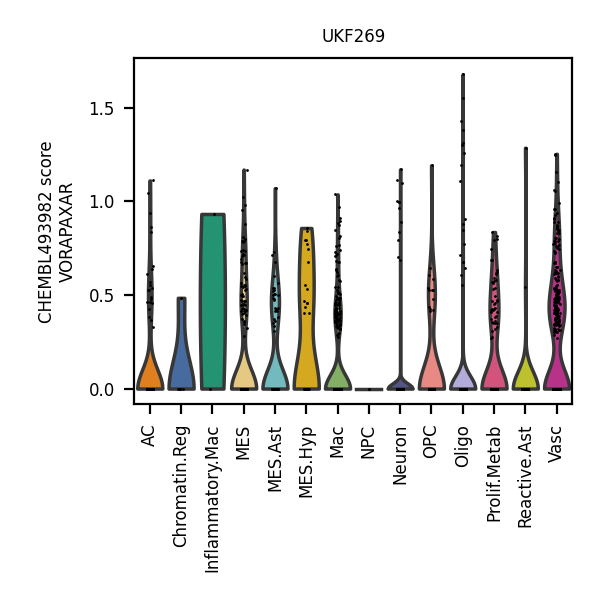 UKF269
CHEMBL493982 score
VORAPAXAR
1.5
1.0
0.5
0.0
AC
Chromatin.Reg
Inflammatory.Mac
MES
MES.Ast
MES.Hyp
Mac
NPC
Neuron
OPC
Oligo
Prolif.Metab
Reactive.Ast
Vasc